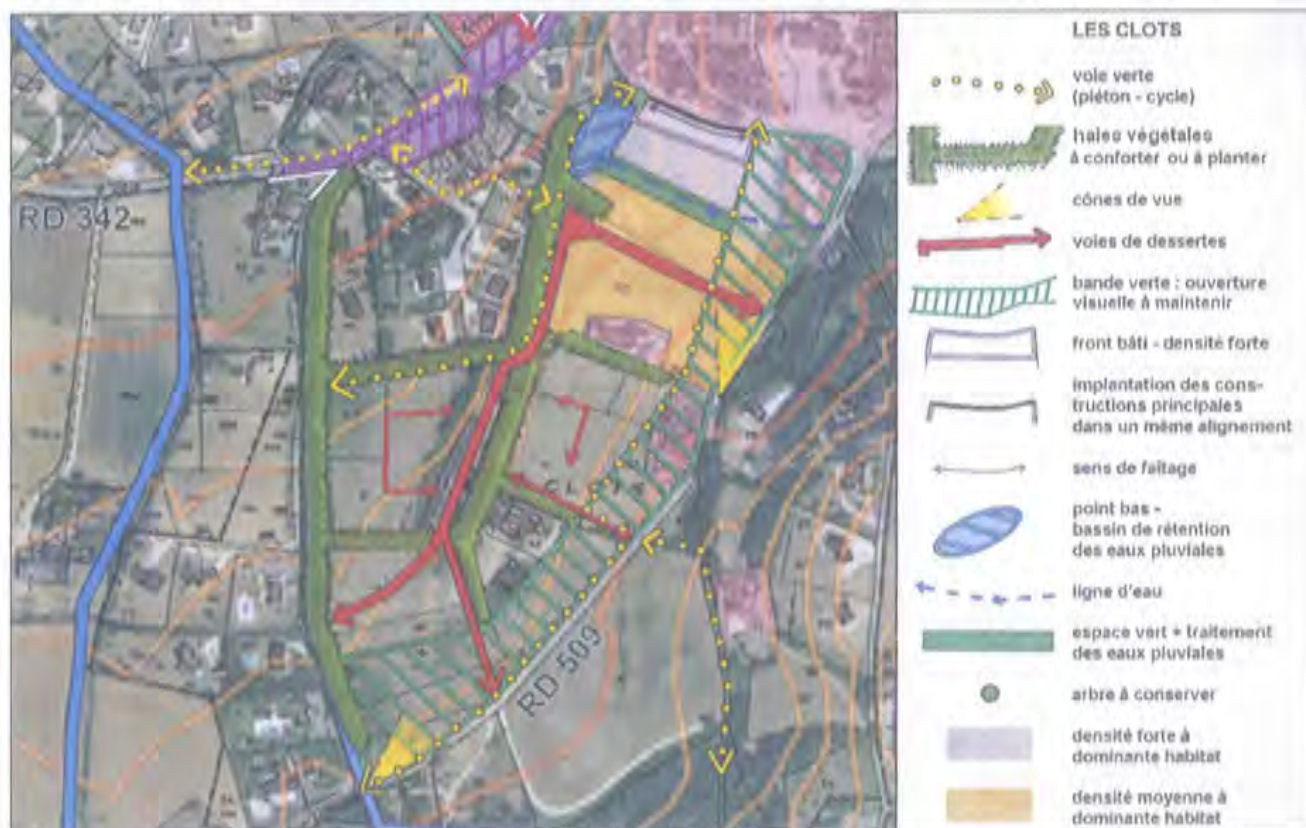 RD 342
RD 509
LES CLOTS
voie verte
(piéton - cycle)
haies végétales
à conforter ou à planter
cônes de vue
voies de dessertes
bande verte : ouverture
visuelle à maintenir
front bâti - densité forte
implantation des cons-
tructions principales
dans un même alignement
sens de faîtage
point bas -
bassin de rétention
des eaux pluviales
ligne d'eau
espace vert + traitement
des eaux pluviales
arbre à conserver
densité forte à
dominante habitat
densité moyenne à
dominante habitat